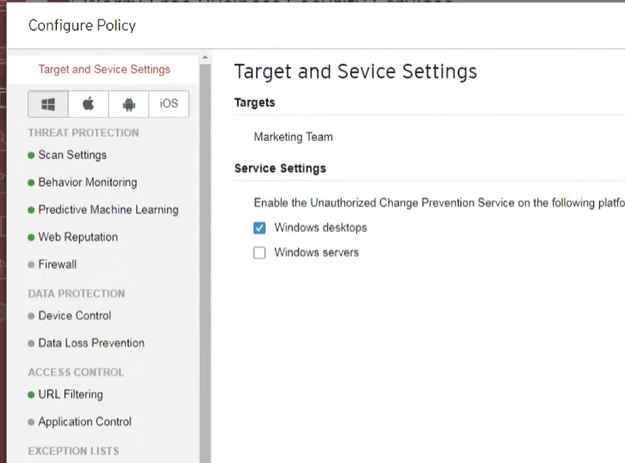 Configure Policy
Target and Sevice Settings
iOS
THREAT PROTECTION
Scan Settings
Behavior Monitoring
Predictive Machine Learning
Web Reputation
Firewall
DATA PROTECTION
Device Control
Data Loss Prevention
ACCESS CONTROL
URL Filtering
Application Control
EXCEPTION LISTS
Target and Sevice Settings
Targets
Marketing Team
Service Settings
Enable the Unauthorized Change Prevention Service on the following platfo
Windows desktops
Windows servers